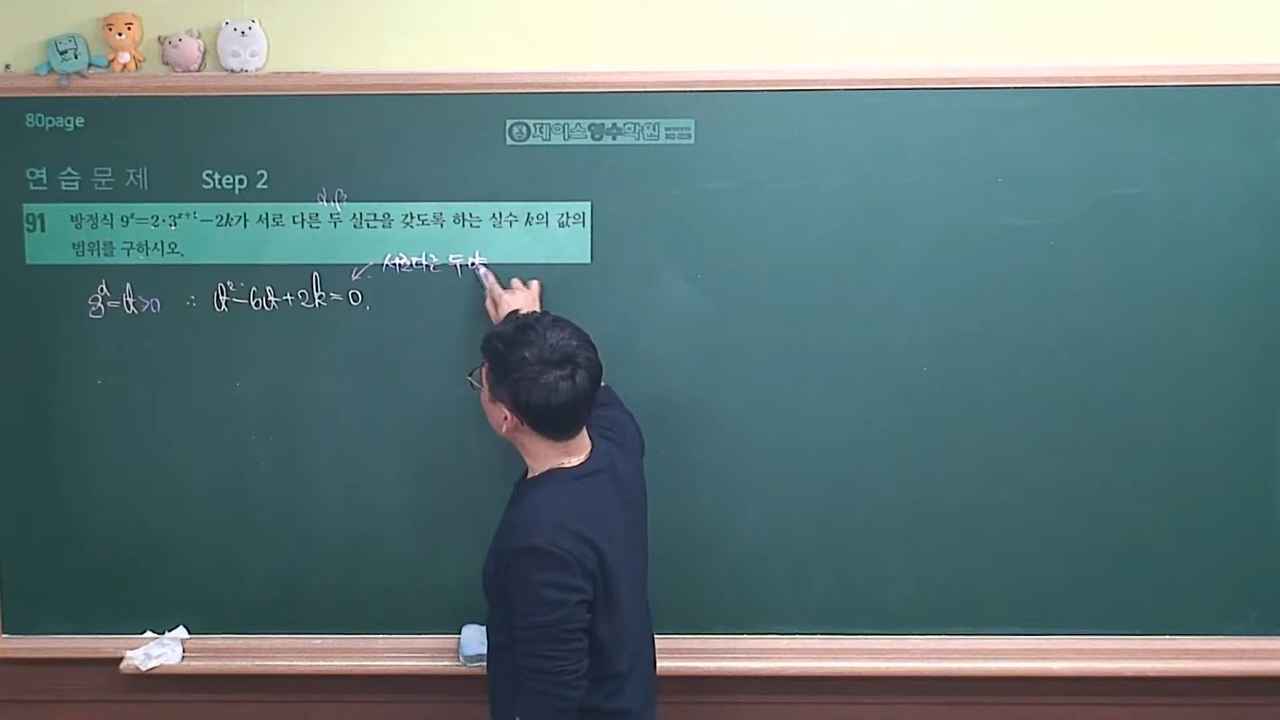 80page
제이스영수학원
연습문제 Step 2
α, β
91 방정식 9ˣ=2·3ˣ⁺¹−2k가 서로 다른 두 실근을 갖도록 하는 실수 k의 값의
범위를 구하시오.
서로다른 두 양
=t>0 ∴ t²−6t+2k=0.